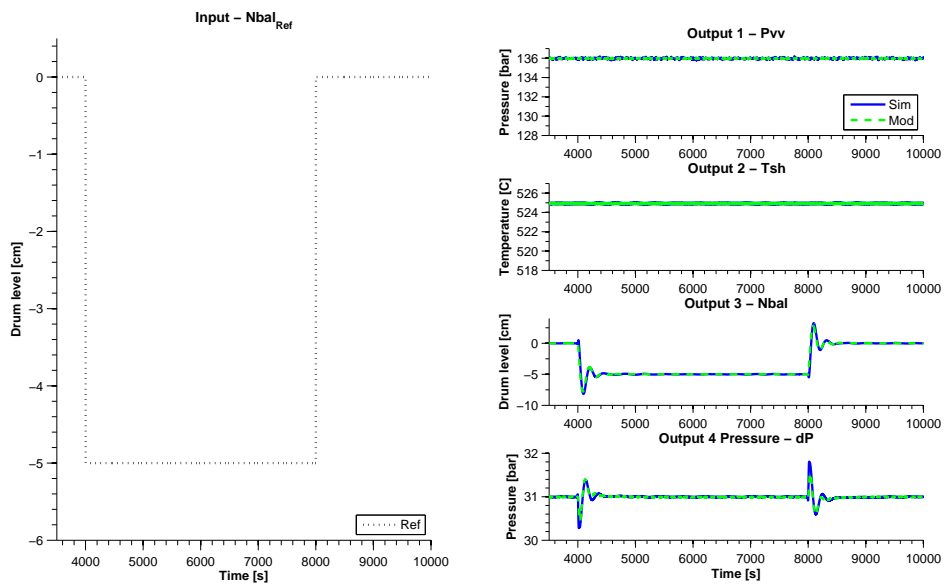 Input – Nbal_Ref
0
−1
−2
−3
−4
−5
−6
Drum level [cm]
4000 5000 6000 7000 8000 9000 10000
Time [s]
Ref
Output 1 – Pvv
136
134
132
130
128
Pressure [bar]
4000 5000 6000 7000 8000 9000 10000
Sim
Mod
Output 2 – Tsh
526
524
522
520
518
Temperature [C]
4000 5000 6000 7000 8000 9000 10000
Output 3 – Nbal
0
−5
−10
Drum level [cm]
4000 5000 6000 7000 8000 9000 10000
Output 4 Pressure – dP
32
31
30
Pressure [bar]
4000 5000 6000 7000 8000 9000 10000
Time [s]